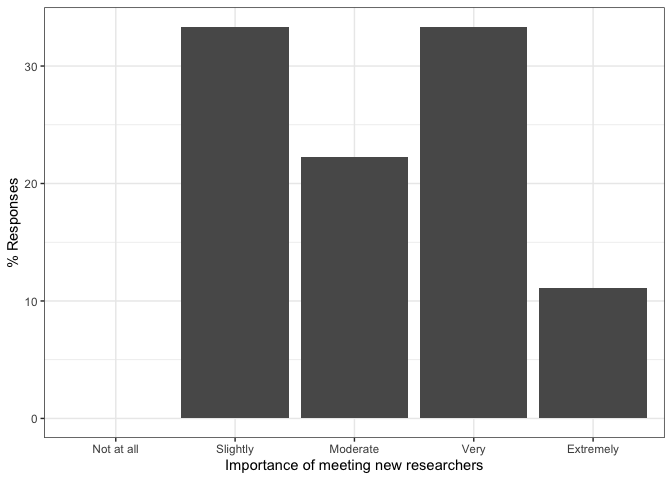 % Responses
30
20
10
0
Not at all Slightly Moderate Very Extremely
Importance of meeting new researchers